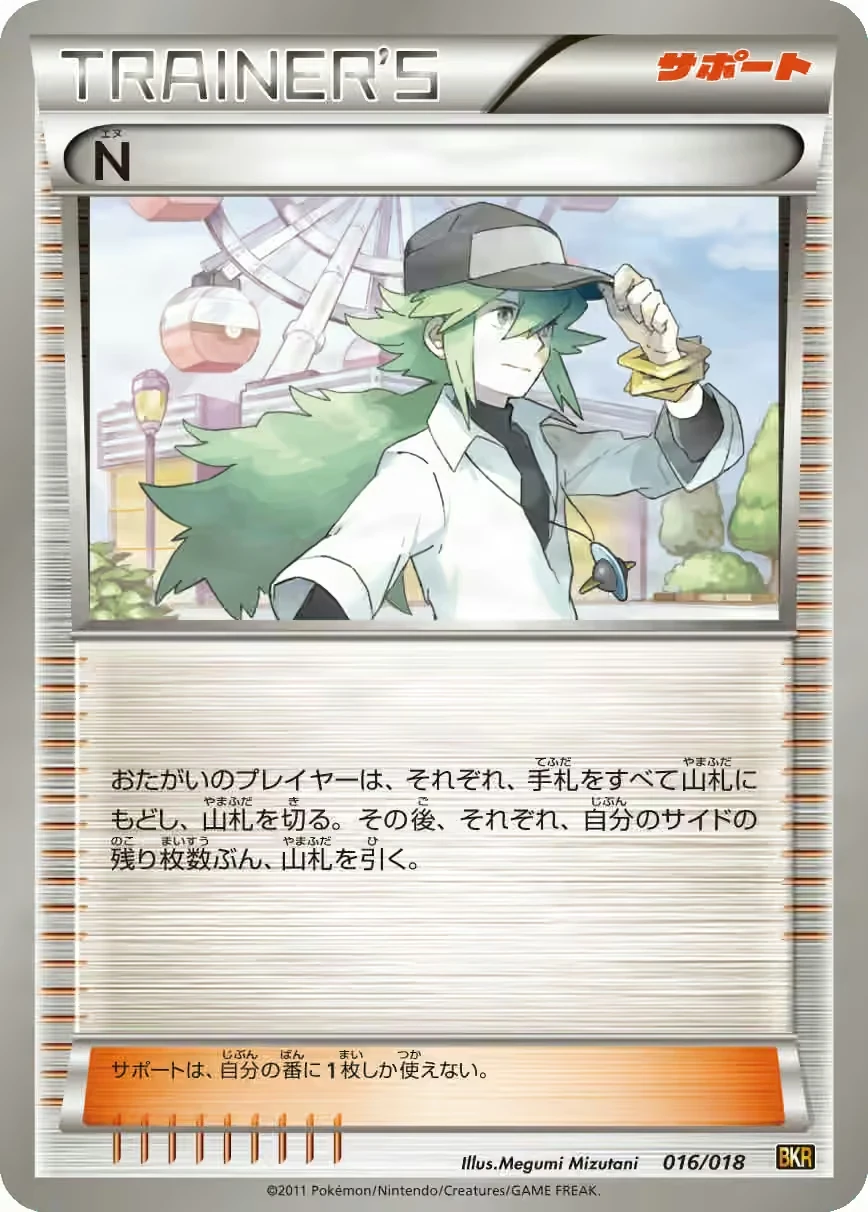 TRAINER'S
サポート
エヌ
N
おたがいのプレイヤーは、それぞれ、手札をすべて山札に
もどし、山札を切る。その後、それぞれ、自分のサイドの
残り枚数ぶん、山札を引く。
サポートは、自分の番に1枚しか使えない。
Illus.Megumi Mizutani 016/018 BKR
©2011 Pokémon/Nintendo/Creatures/GAME FREAK.